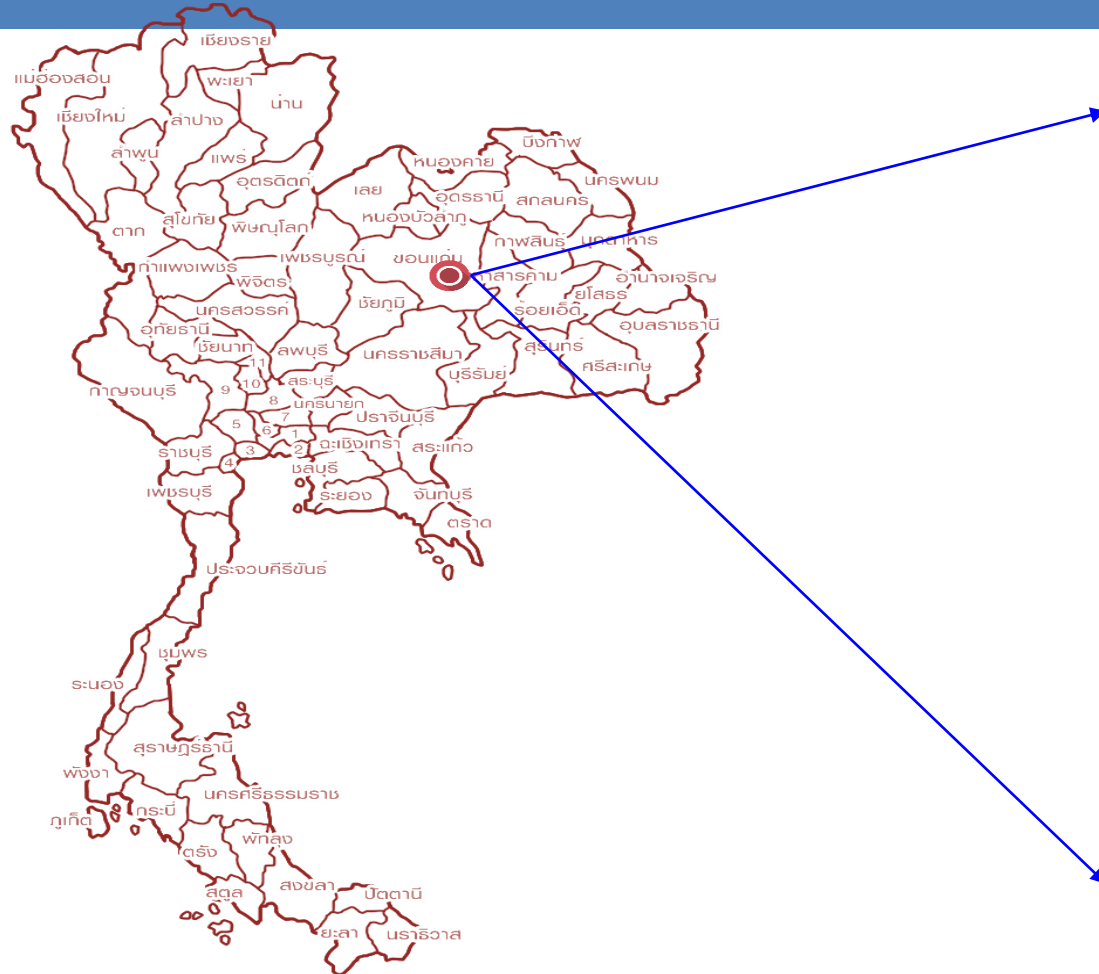 เชียงราย
แม่ฮ่องสอน
พะเยา
น่าน
เชียงใหม่
ลำปาง
ลำพูน
แพร่
อุตรดิตถ์
บึงกาฬ
หนองคาย
นครพนม
เลย
อุดรธานี
สกลนคร
หนองบัวลำภู
ตาก
สุโขทัย
พิษณุโลก
กาฬสินธุ์
มุกดาหาร
กำแพงเพชร
เพชรบูรณ์
ขอนแก่น
พิจิตร
อำนาจเจริญ
ยโสธร
ชัยภูมิ
ร้อยเอ็ด
นครสวรรค์
อุทัยธานี
อุบลราชธานี
ชัยนาท
ลพบุรี
นครราชสีมา
สุรินทร์
ศรีสะเกษ
บุรีรัมย์
11
10
9
สระบุรี
กาญจนบุรี
8
นครนายก
7
ปราจีนบุรี
5
6
1
ฉะเชิงเทรา
สระแก้ว
ราชบุรี
3
2
4
ชลบุรี
เพชรบุรี
ระยอง
จันทบุรี
ตราด
ประจวบคีรีขันธ์
ชุมพร
ระนอง
สุราษฎร์ธานี
พังงา
นครศรีธรรมราช
ภูเก็ต
กระบี่
พัทลุง
ตรัง
สงขลา
สตูล
ปัตตานี
ยะลา
นราธิวาส